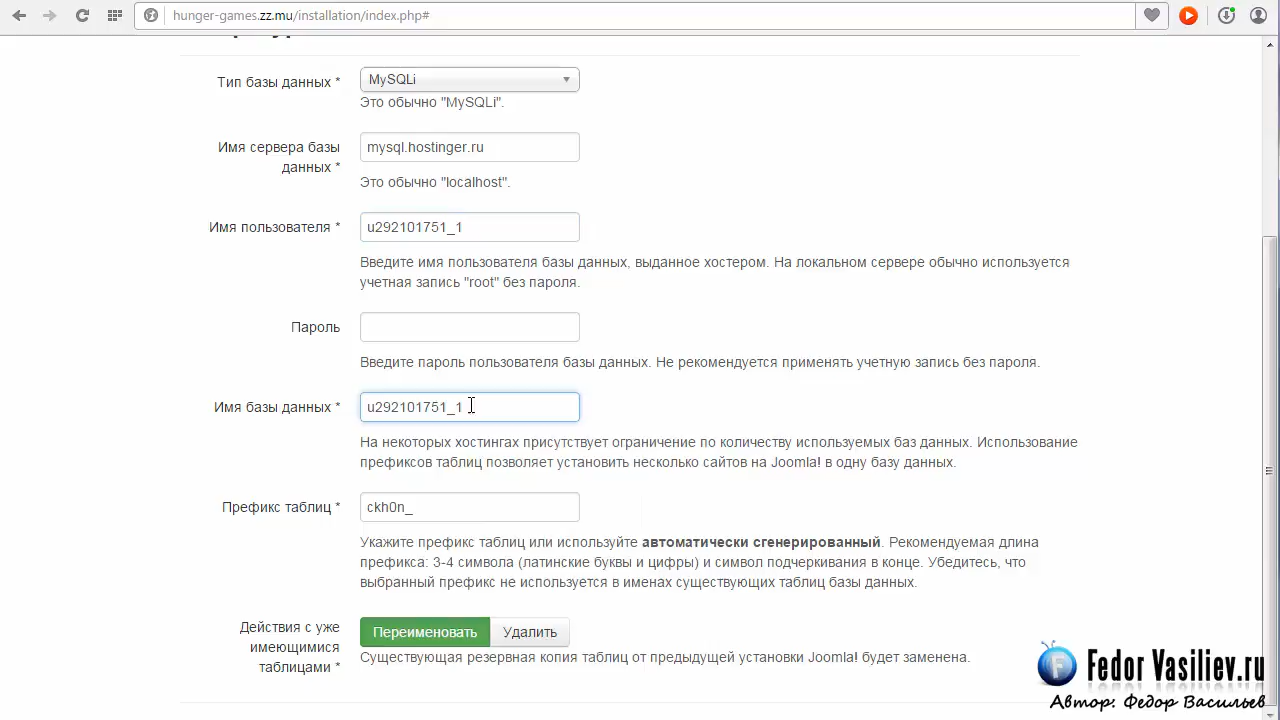 hunger-games.zz.mu/installation/index.php#
Тип базы данных *
MySQLi
Это обычно "MySQLi".
Имя сервера базы
данных *
mysql.hostinger.ru
Это обычно "localhost".
Имя пользователя *
u292101751_1
Введите имя пользователя базы данных, выданное хостером. На локальном сервере обычно используется
учетная запись "root" без пароля.
Пароль
Введите пароль пользователя базы данных. Не рекомендуется применять учетную запись без пароля.
Имя базы данных *
u292101751_1
На некоторых хостингах присутствует ограничение по количеству используемых баз данных. Использование
префиксов таблиц позволяет установить несколько сайтов на Joomla! в одну базу данных.
Префикс таблиц *
ckh0n_
Укажите префикс таблиц или используйте автоматически сгенерированный. Рекомендуемая длина
префикса: 3-4 символа (латинские буквы и цифры) и символ подчеркивания в конце. Убедитесь, что
выбранный префикс не используется в именах существующих таблиц базы данных.
Действия с уже
имеющимися
таблицами *
Переименовать
Удалить
Существующая резервная копия таблиц от предыдущей установки Joomla! будет заменена.
Fedor Vasiliev.ru
Автор: Федор Васильев